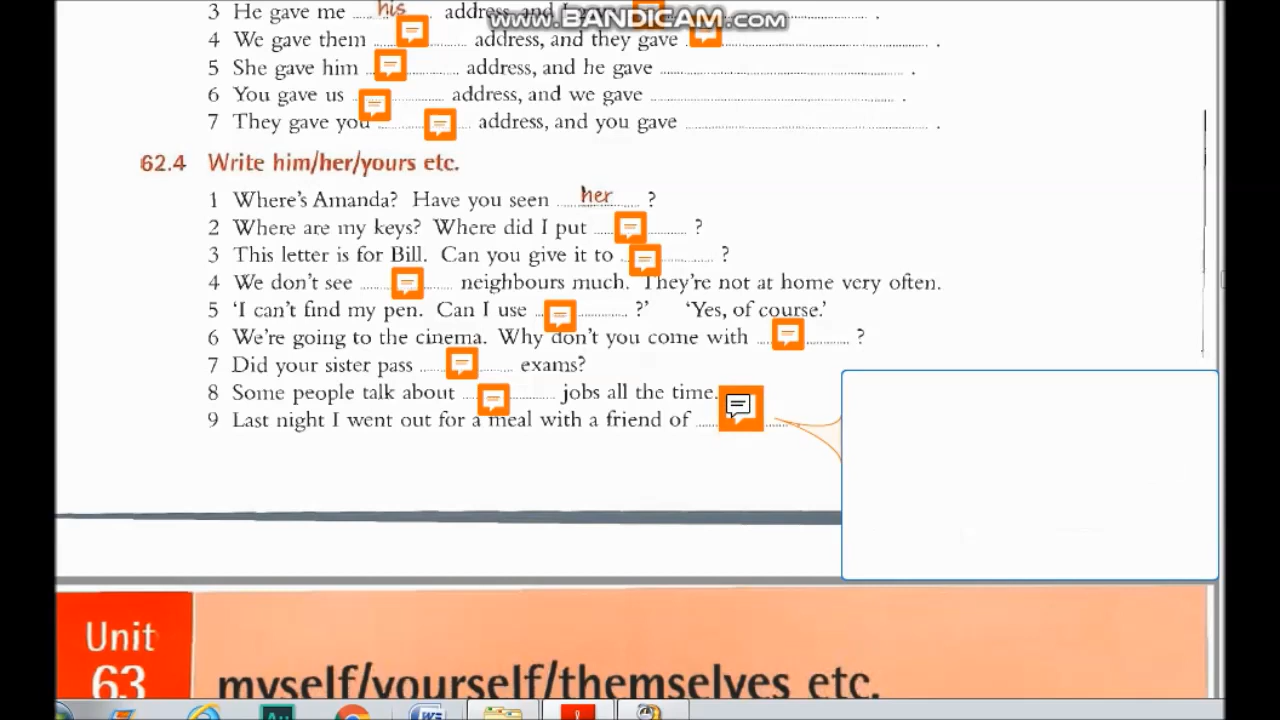 www.BANDICAM.com
3 He gave me his address, and I gave .
4 We gave them address, and they gave .
5 She gave him address, and he gave .
6 You gave us address, and we gave .
7 They gave you address, and you gave .
62.4 Write him/her/yours etc.
1 Where's Amanda? Have you seen her ?
2 Where are my keys? Where did I put ?
3 This letter is for Bill. Can you give it to ?
4 We don't see neighbours much. They're not at home very often.
5 'I can't find my pen. Can I use ?' 'Yes, of course.'
6 We're going to the cinema. Why don't you come with ?
7 Did your sister pass exams?
8 Some people talk about jobs all the time.
9 Last night I went out for a meal with a friend of .
Unit
63
myself/yourself/themselves etc.
Au
W